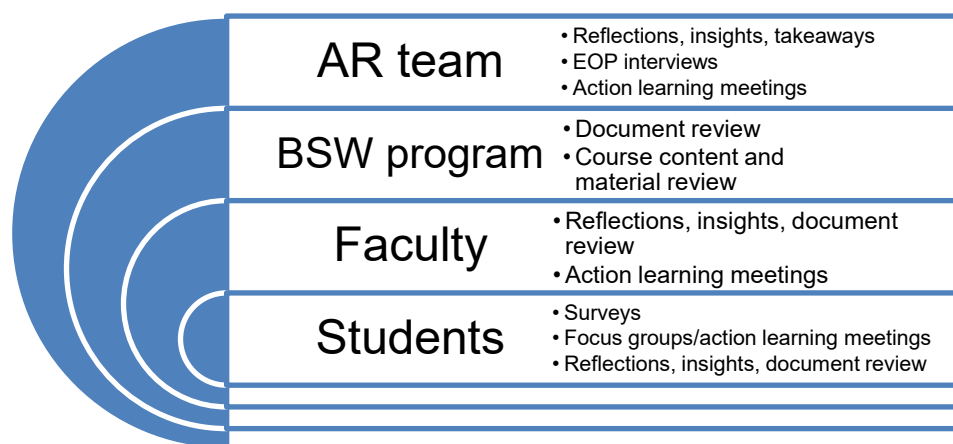 AR team
• Reflections, insights, takeaways
• EOP interviews
• Action learning meetings
BSW program
• Document review
• Course content and
material review
Faculty
• Reflections, insights, document
review
• Action learning meetings
Students
• Surveys
• Focus groups/action learning meetings
• Reflections, insights, document review